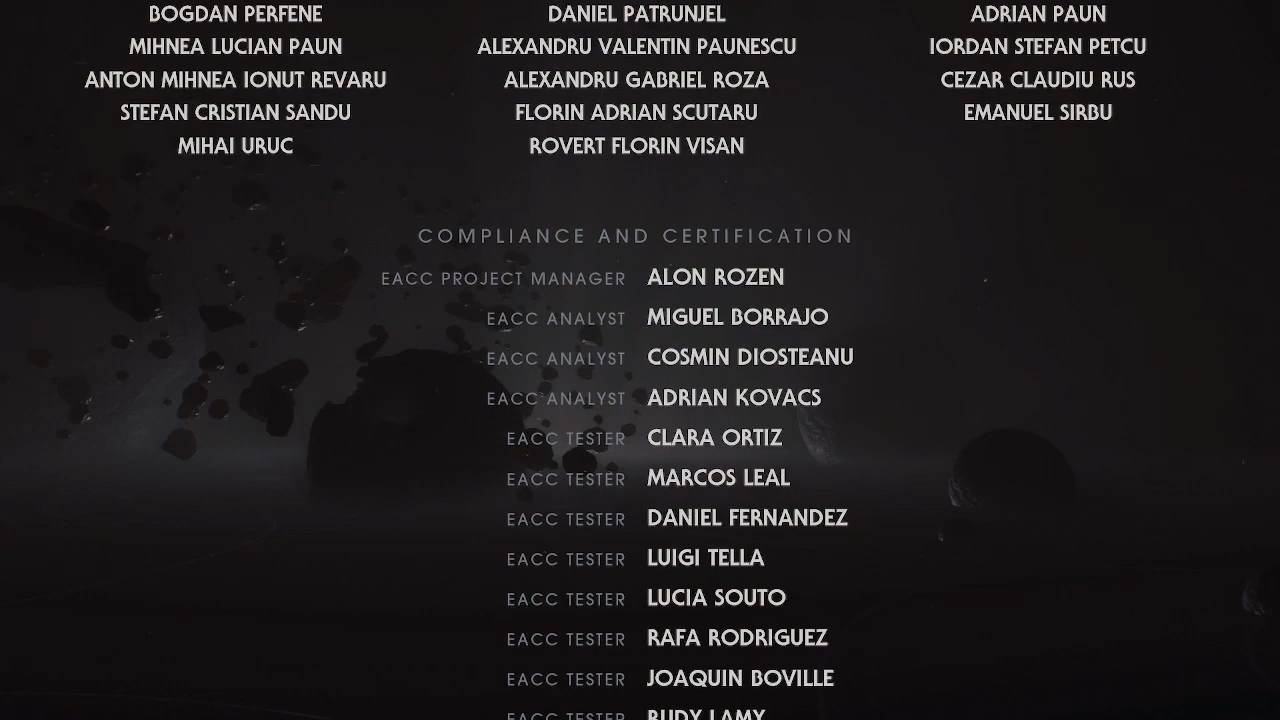 BOGDAN PERFENE DANIEL PATRUNJEL ADRIAN PAUN
MIHNEA LUCIAN PAUN ALEXANDRU VALENTIN PAUNESCU IORDAN STEFAN PETCU
ANTON MIHNEA IONUT REVARU ALEXANDRU GABRIEL ROZA CEZAR CLAUDIU RUS
STEFAN CRISTIAN SANDU FLORIN ADRIAN SCUTARU EMANUEL SIRBU
MIHAI URUC ROVERT FLORIN VISAN
COMPLIANCE AND CERTIFICATION
EACC PROJECT MANAGER ALON ROZEN
EACC ANALYST MIGUEL BORRAJO
EACC ANALYST COSMIN DIOSTEANU
EACC ANALYST ADRIAN KOVACS
EACC TESTER CLARA ORTIZ
EACC TESTER MARCOS LEAL
EACC TESTER DANIEL FERNANDEZ
EACC TESTER LUIGI TELLA
EACC TESTER LUCIA SOUTO
EACC TESTER RAFA RODRIGUEZ
EACC TESTER JOAQUIN BOVILLE
EACC TESTER RUDY LAMY